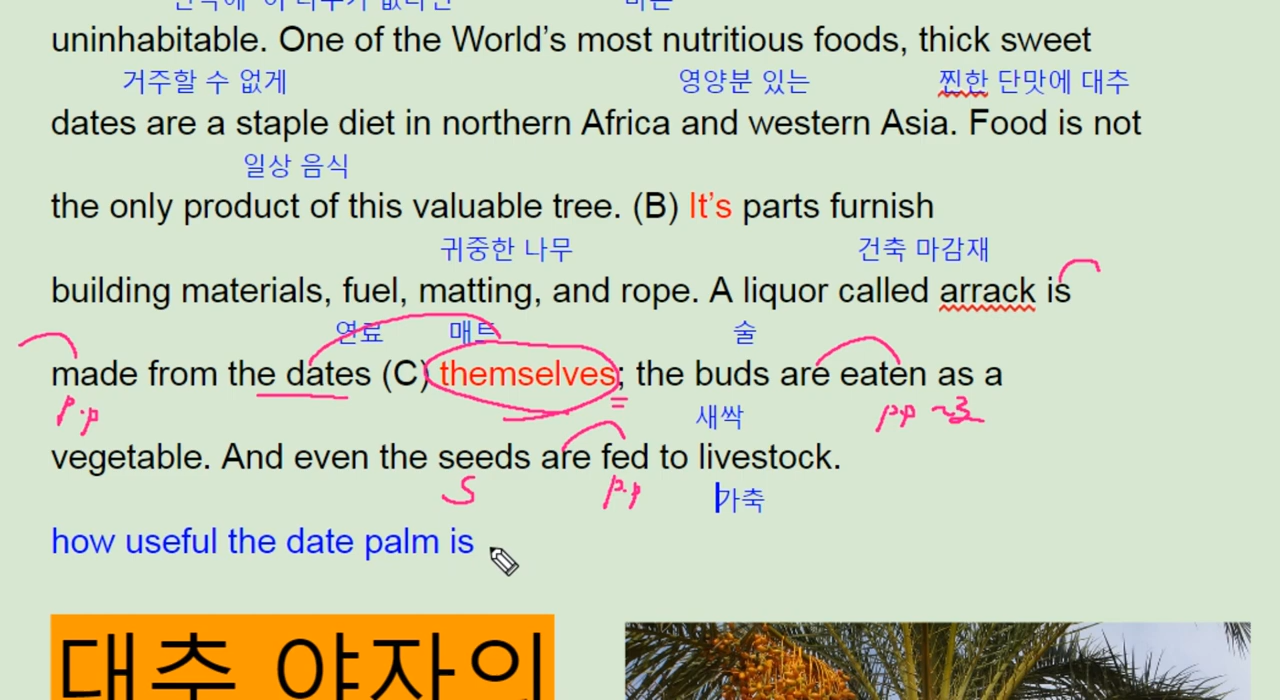 uninhabitable. One of the World's most nutritious foods, thick sweet
거주할 수 없게 영양분 있는 찐한 단맛에 대추
dates are a staple diet in northern Africa and western Asia. Food is not
일상 음식
the only product of this valuable tree. (B) It's parts furnish
귀중한 나무 건축 마감재
building materials, fuel, matting, and rope. A liquor called arrack is
연료 매트 술
made from the dates (C) themselves; the buds are eaten as a
p.p 새싹 p.p ~로
vegetable. And even the seeds are fed to livestock.
S p.p 가축
how useful the date palm is
대추 야자의